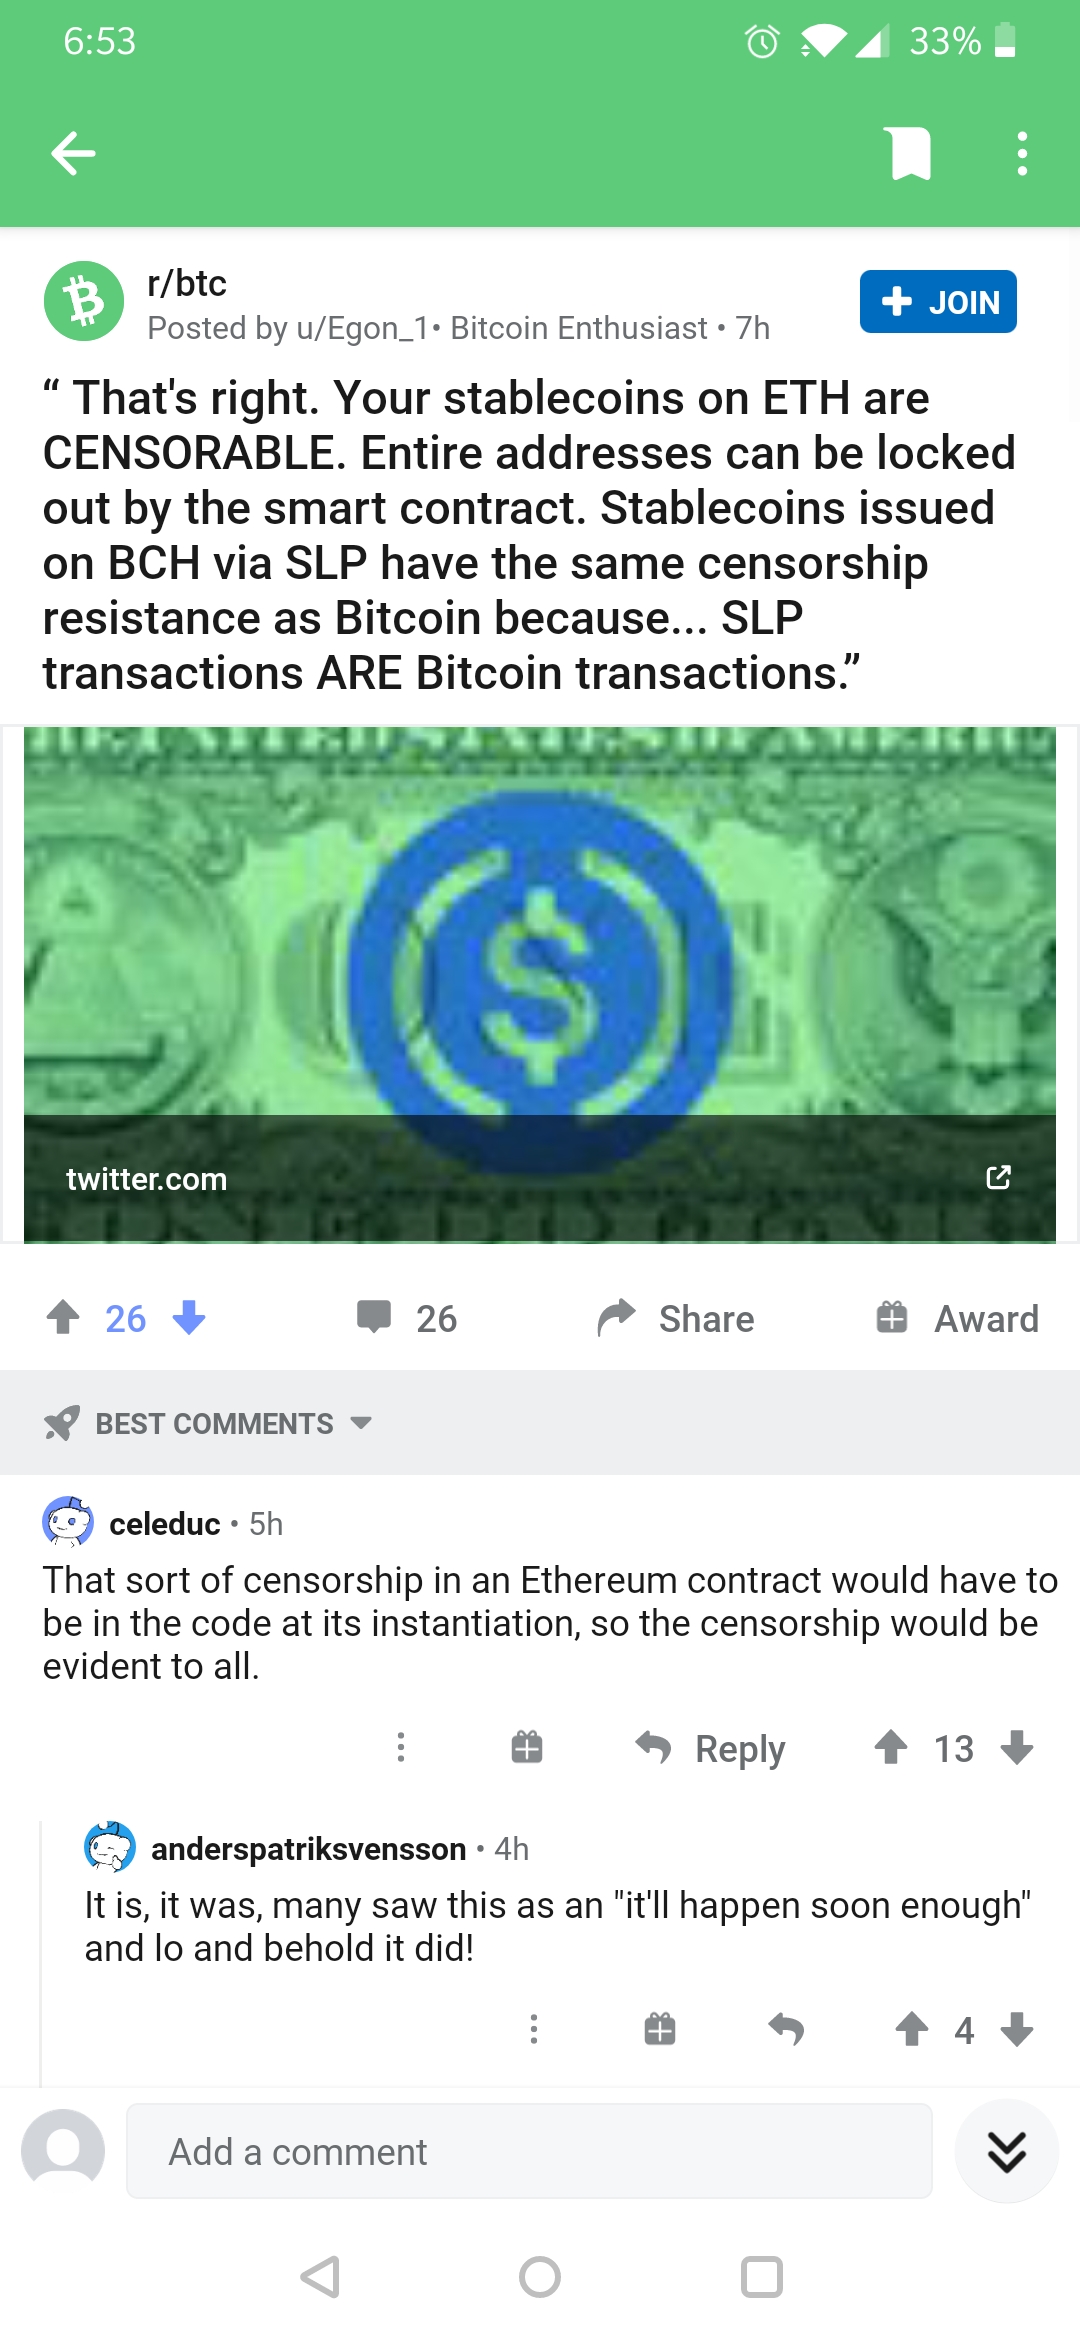 6:53
33%
r/btc
Posted by u/Egon_1• Bitcoin Enthusiast • 7h
JOIN
“ That's right. Your stablecoins on ETH are
CENSORABLE. Entire addresses can be locked
out by the smart contract. Stablecoins issued
on BCH via SLP have the same censorship
resistance as Bitcoin because... SLP
transactions ARE Bitcoin transactions.”
twitter.com
26
26
Share
Award
BEST COMMENTS
celeduc • 5h
That sort of censorship in an Ethereum contract would have to
be in the code at its instantiation, so the censorship would be
evident to all.
Reply
13
anderspatriksvensson • 4h
It is, it was, many saw this as an "it'll happen soon enough"
and lo and behold it did!
4
Add a comment